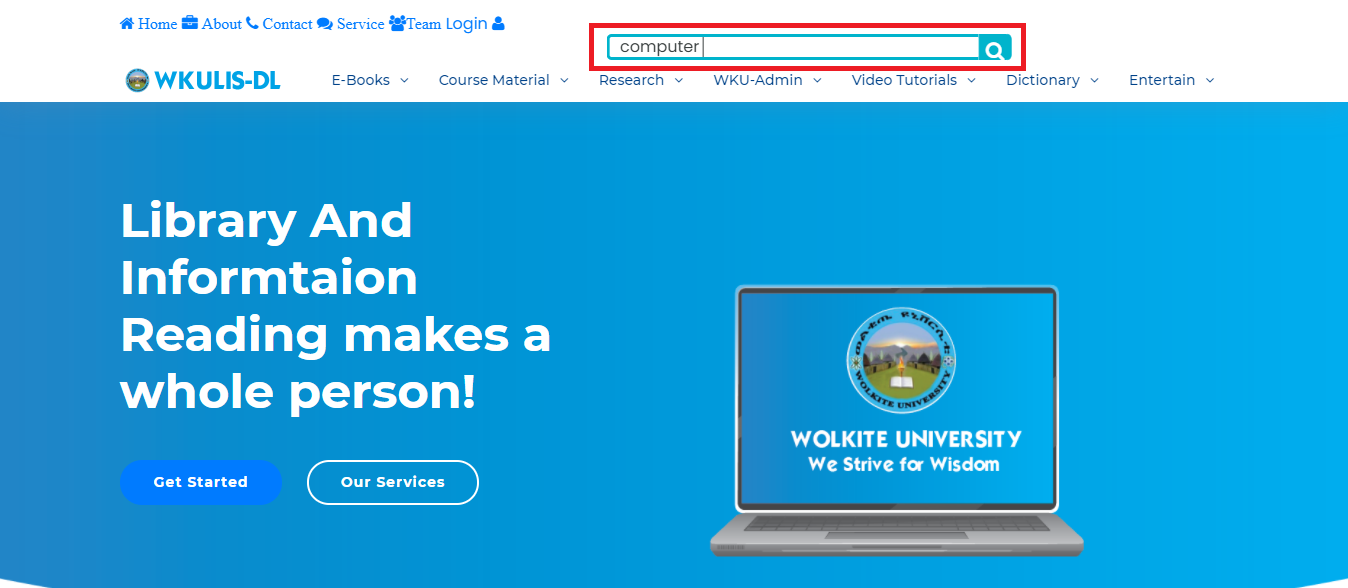 Home About Contact Service Team Login
computer
WKULIS-DL E-Books Course Material Research WKU-Admin Video Tutorials Dictionary Entertain
Library And
Informtaion
Reading makes a
whole person!
Get Started Our Services
ወልቂጤ ዩኒቨርሲቲ
WOLKITE UNIVERSITY
WOLKITE UNIVERSITY
We Strive for Wisdom